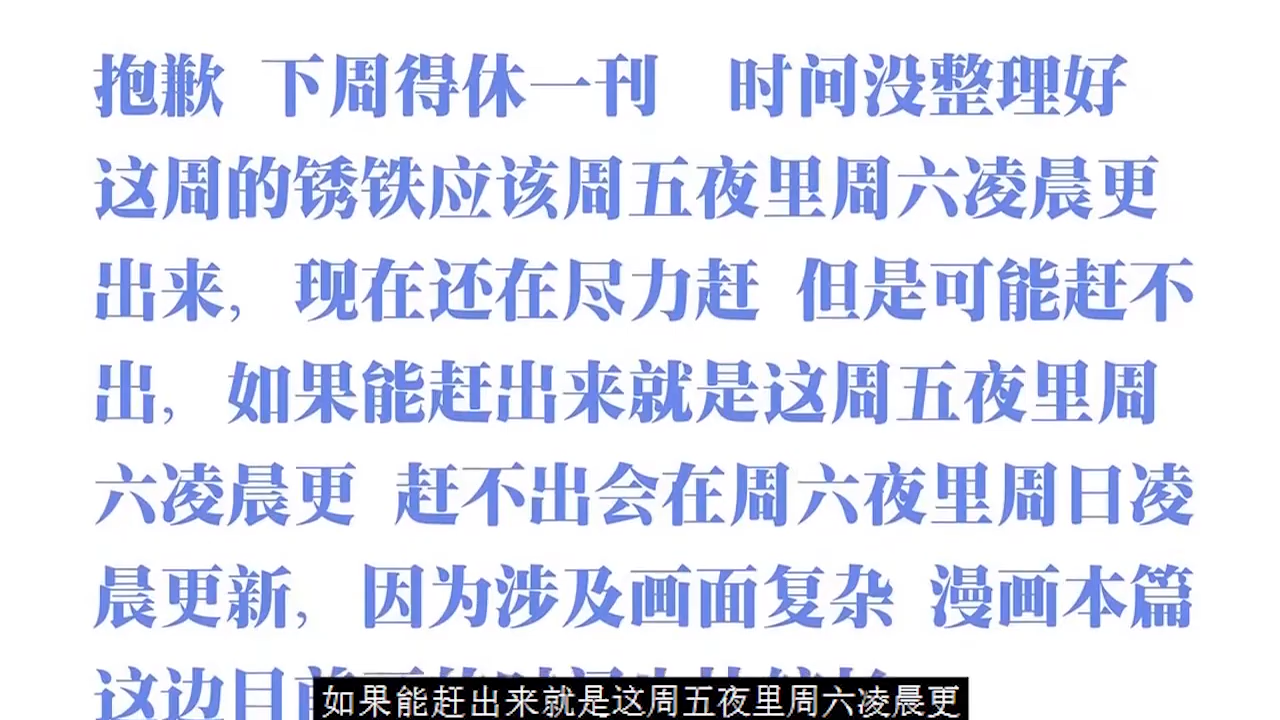 抱歉 下周得休一刊 时间没整理好
这周的锈铁应该周五夜里周六凌晨更
出来，现在还在尽力赶 但是可能赶不
出，如果能赶出来就是这周五夜里周
六凌晨更 赶不出会在周六夜里周日凌
晨更新，因为涉及画面复杂 漫画本篇
这边目前
如果能赶出来就是这周五夜里周六凌晨更